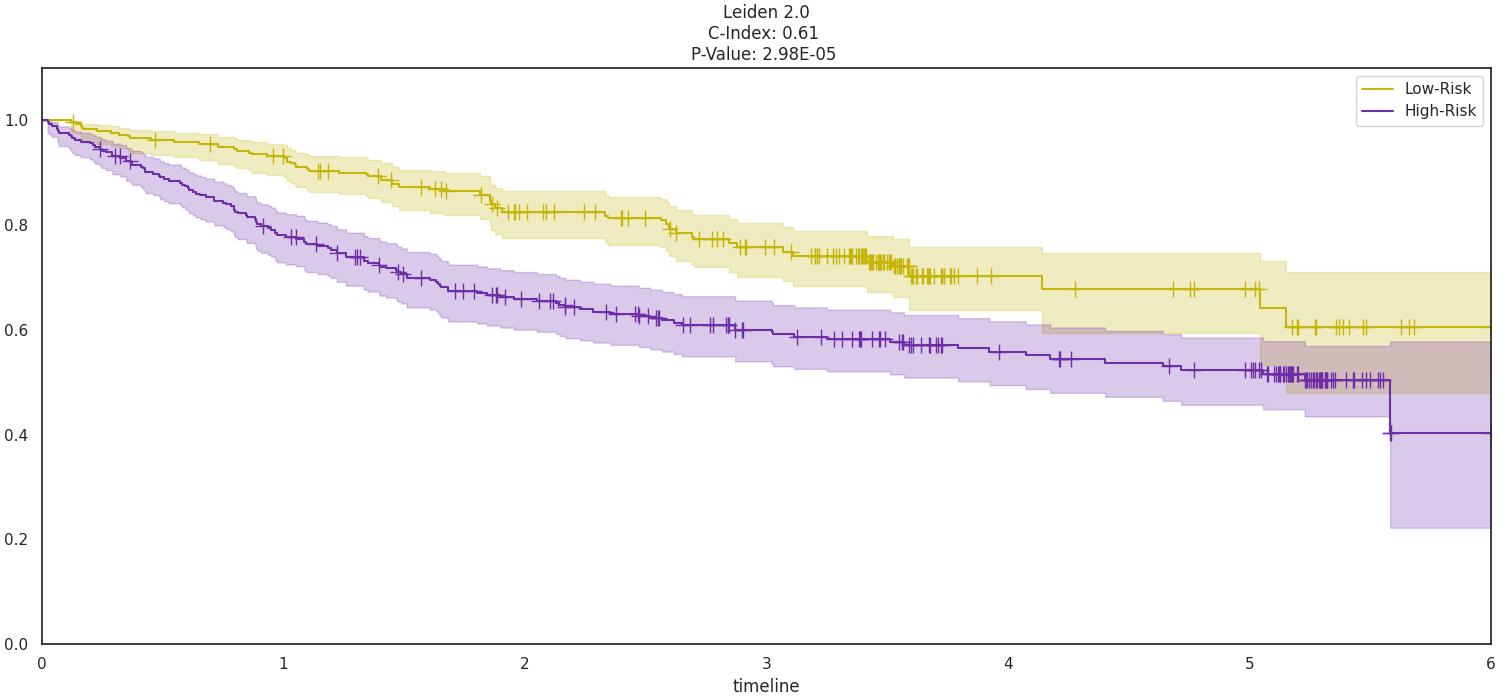 Leiden 2.0
C-Index: 0.61
P-Value: 2.98E-05
Low-Risk
High-Risk
1.0
0.8
0.6
0.4
0.2
0.0
0 1 2 3 4 5 6
timeline